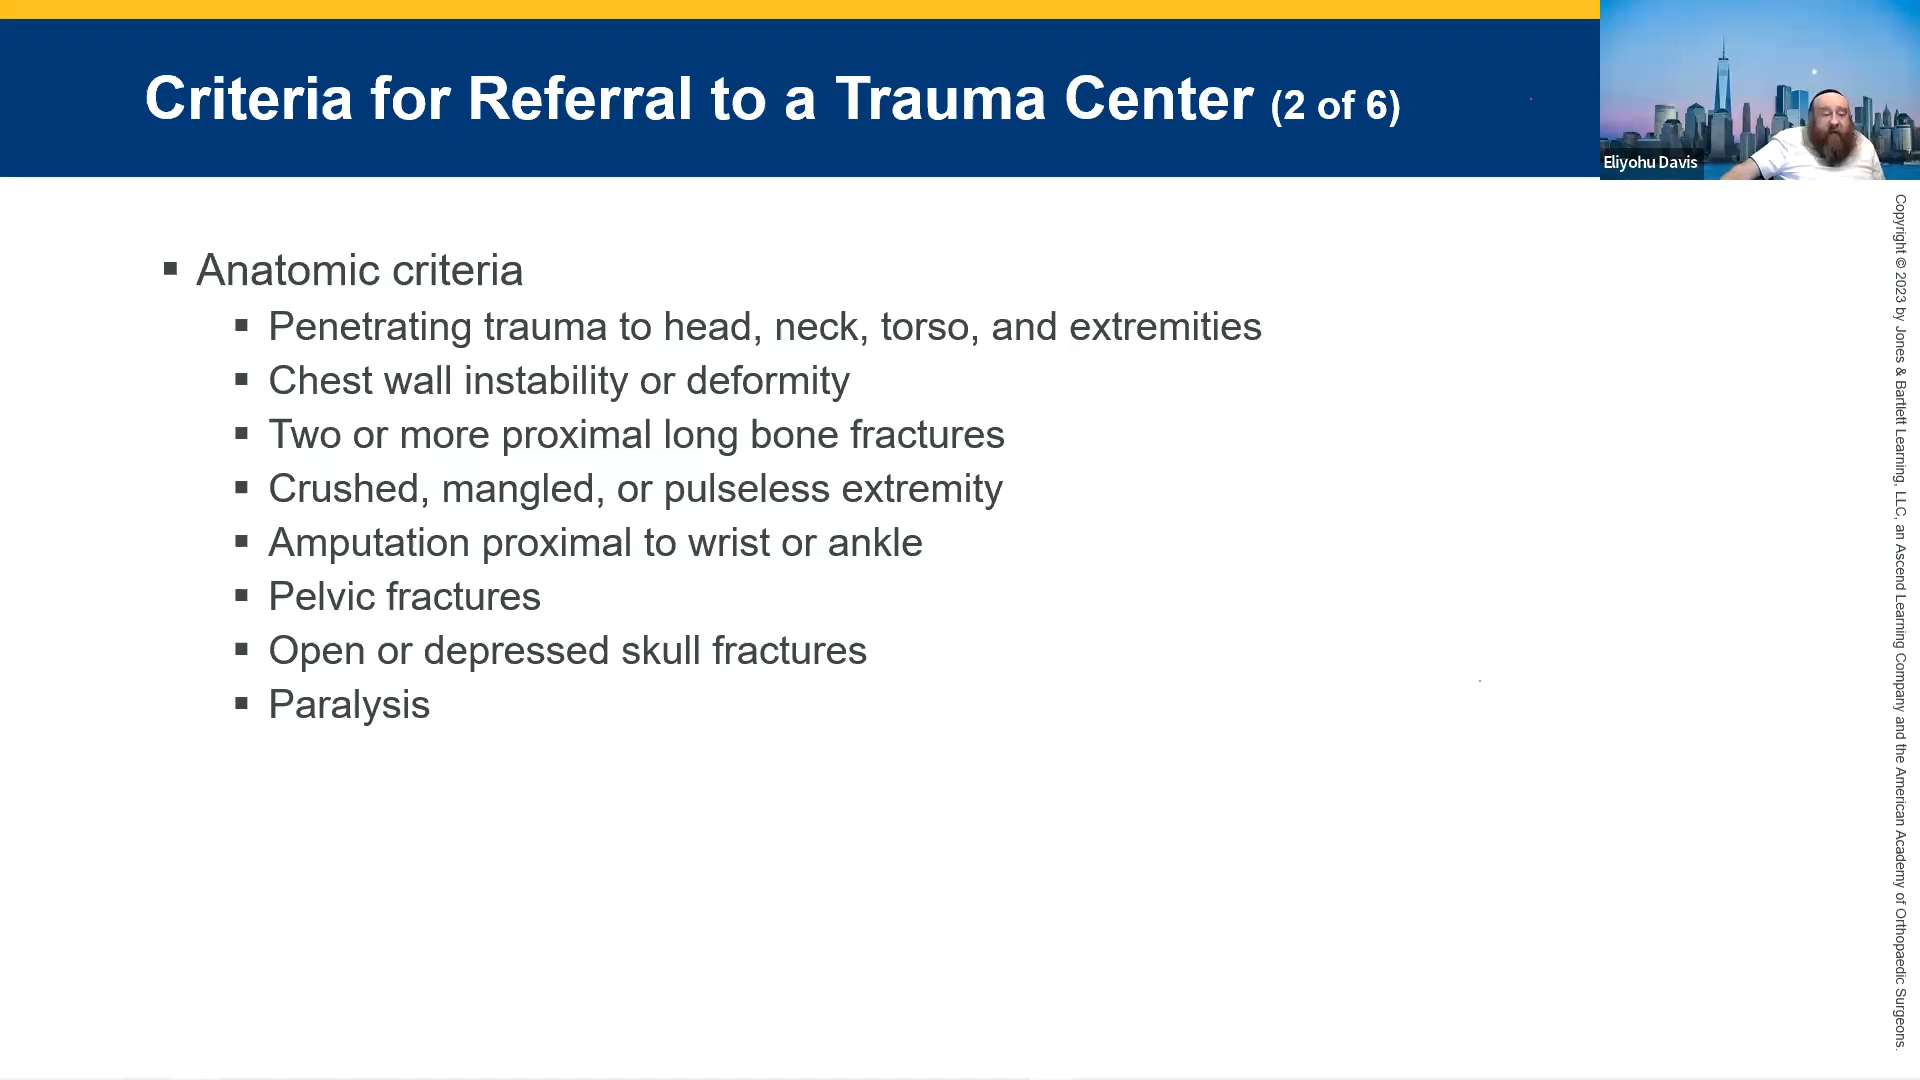 Criteria for Referral to a Trauma Center (2 of 6)
Eliyohu Davis
▪ Anatomic criteria
▪ Penetrating trauma to head, neck, torso, and extremities
▪ Chest wall instability or deformity
▪ Two or more proximal long bone fractures
▪ Crushed, mangled, or pulseless extremity
▪ Amputation proximal to wrist or ankle
▪ Pelvic fractures
▪ Open or depressed skull fractures
▪ Paralysis
Copyright © 2023 by Jones & Bartlett Learning, LLC, an Ascend Learning Company and the American Academy of Orthopaedic Surgeons.